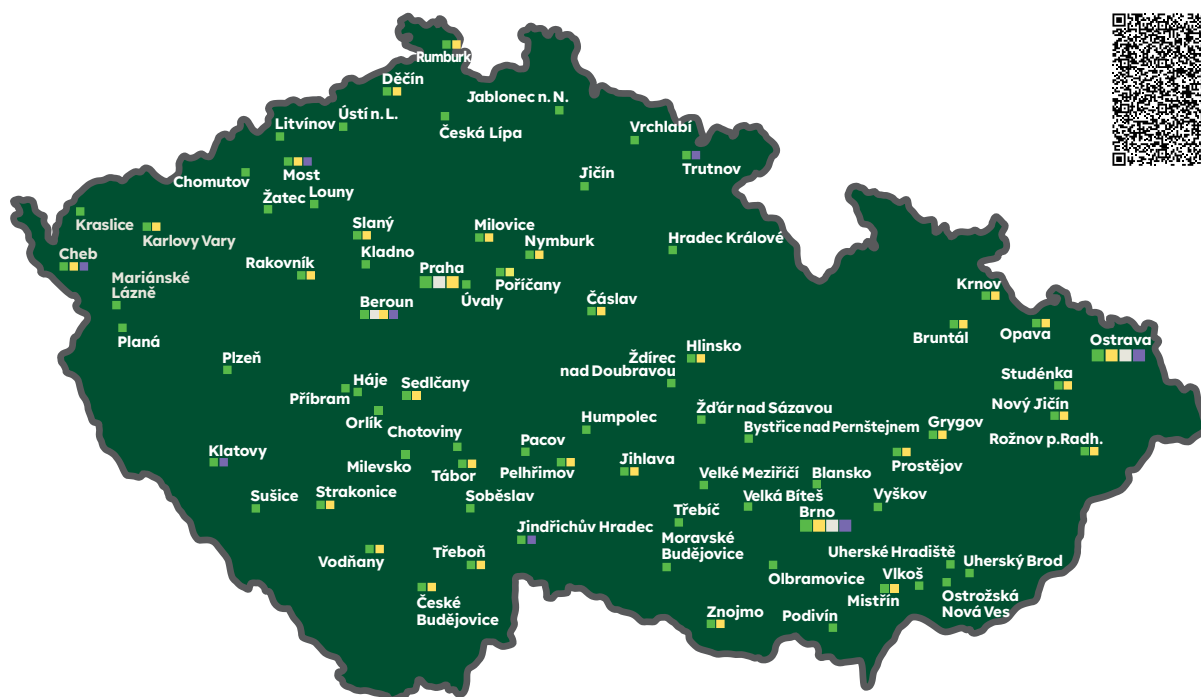 Rumburk
Děčín
Jablonec n. N.
Ústí n. L.
Litvínov
Česká Lípa
Vrchlabí
Most
Trutnov
Chomutov
Jičín
Louny
Žatec
Kraslice
Slaný
Milovice
Karlovy Vary
Nymburk
Hradec Králové
Cheb
Kladno
Rakovník
Praha
Mariánské
Lázně
Poříčany
Krnov
Úvaly
Beroun
Čáslav
Planá
Bruntál
Opava
Ostrava
Hlinsko
Plzeň
Ždírec
nad Doubravou
Studénka
Háje
Sedlčany
Příbram
Nový Jičín
Orlík
Humpolec
Žďár nad Sázavou
Bystřice nad Pernštejnem
Grygov
Chotoviny
Rožnov p. Radh.
Klatovy
Pacov
Jihlava
Milevsko
Tábor
Pelhřimov
Prostějov
Velké Meziříčí
Blansko
Sušice
Strakonice
Soběslav
Velká Bíteš
Vyškov
Třebíč
Brno
Jindřichův Hradec
Moravské
Budějovice
Vodňany
Třeboň
Uherské Hradiště
Uherský Brod
Olbramovice
Vlkoš
České
Budějovice
Mistřín
Ostrožská
Nová Ves
Znojmo
Podivín